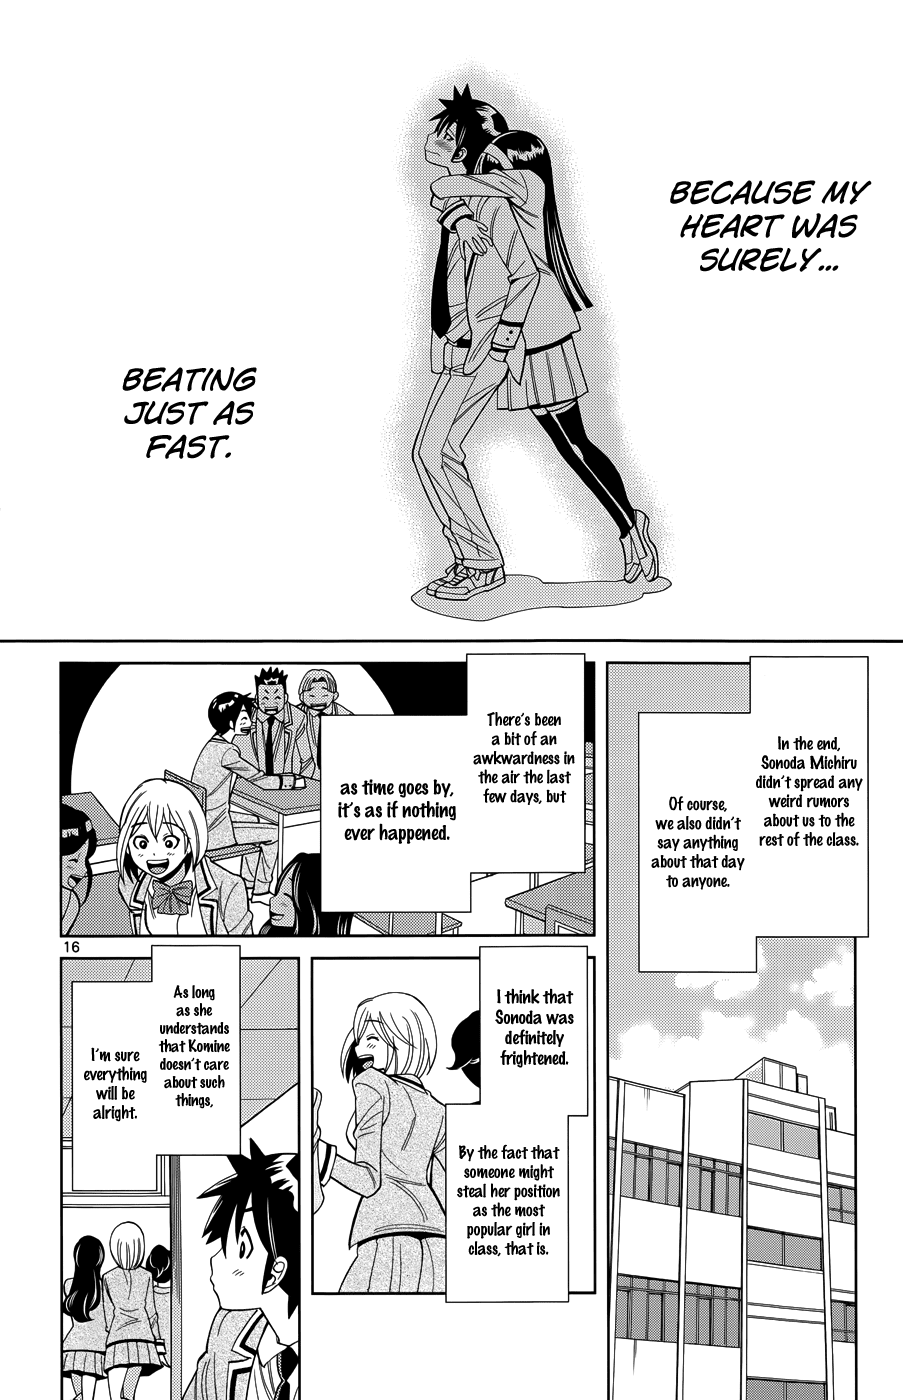 BECAUSE MY
HEART WAS
SURELY...
BEATING
JUST AS
FAST.
In the end,
Sonoda Michiru
didn't spread any
weird rumors
about us to the
rest of the class.
Of course,
we also didn't
say anything
about that day
to anyone.
There's been
a bit of an
awkwardness in
the air the last
few days, but
as time goes by,
it's as if nothing
ever happened.
16
I think that
Sonoda was
definitely
frightened.
By the fact that
someone might
steal her position
as the most
popular girl in
class, that is.
As long
as she
understands
that Komine
doesn't care
about such
things,
I'm sure
everything
will be
alright.